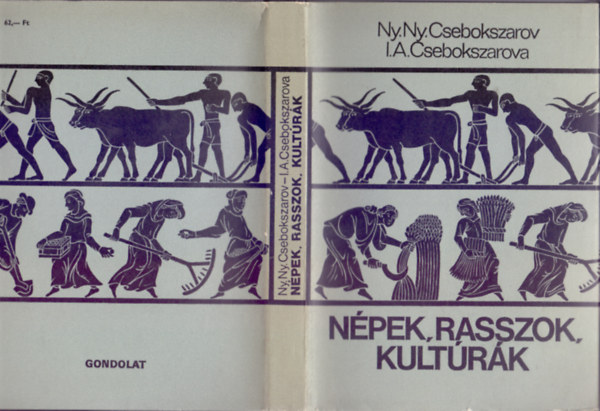 62,— Ft
GONDOLAT
Ny.Ny.Csebokszarov–I.A.Csebokszarova
NÉPEK, RASSZOK, KULTÚRÁK
Ny.Ny.Csebokszarov
I.A.Csebokszarova
NÉPEK, RASSZOK,
KULTÚRÁK